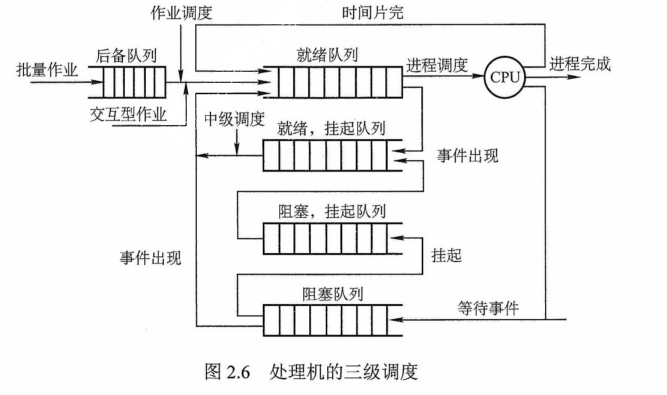 作业调度
时间片完
后备队列
就绪队列
批量作业
进程调度
CPU
进程完成
交互型作业
中级调度
就绪，挂起队列
事件出现
阻塞，挂起队列
事件出现
挂起
阻塞队列
等待事件
图 2.6 处理机的三级调度